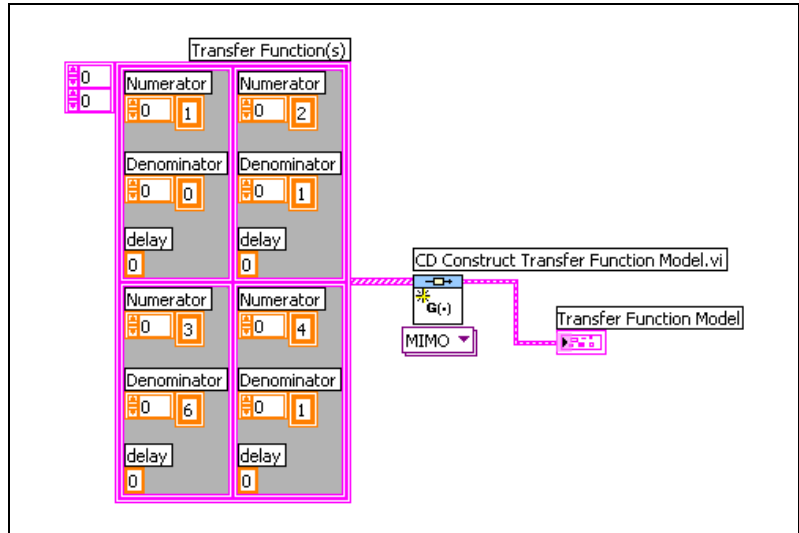 Transfer Function(s)
0
0
Numerator Numerator
0 1 0 2
Denominator Denominator
0 0 0 1
delay delay
0 0
CD Construct Transfer Function Model.vi
G(·)
MIMO
Transfer Function Model
Numerator Numerator
0 3 0 4
Denominator Denominator
0 6 0 1
delay delay
0 0